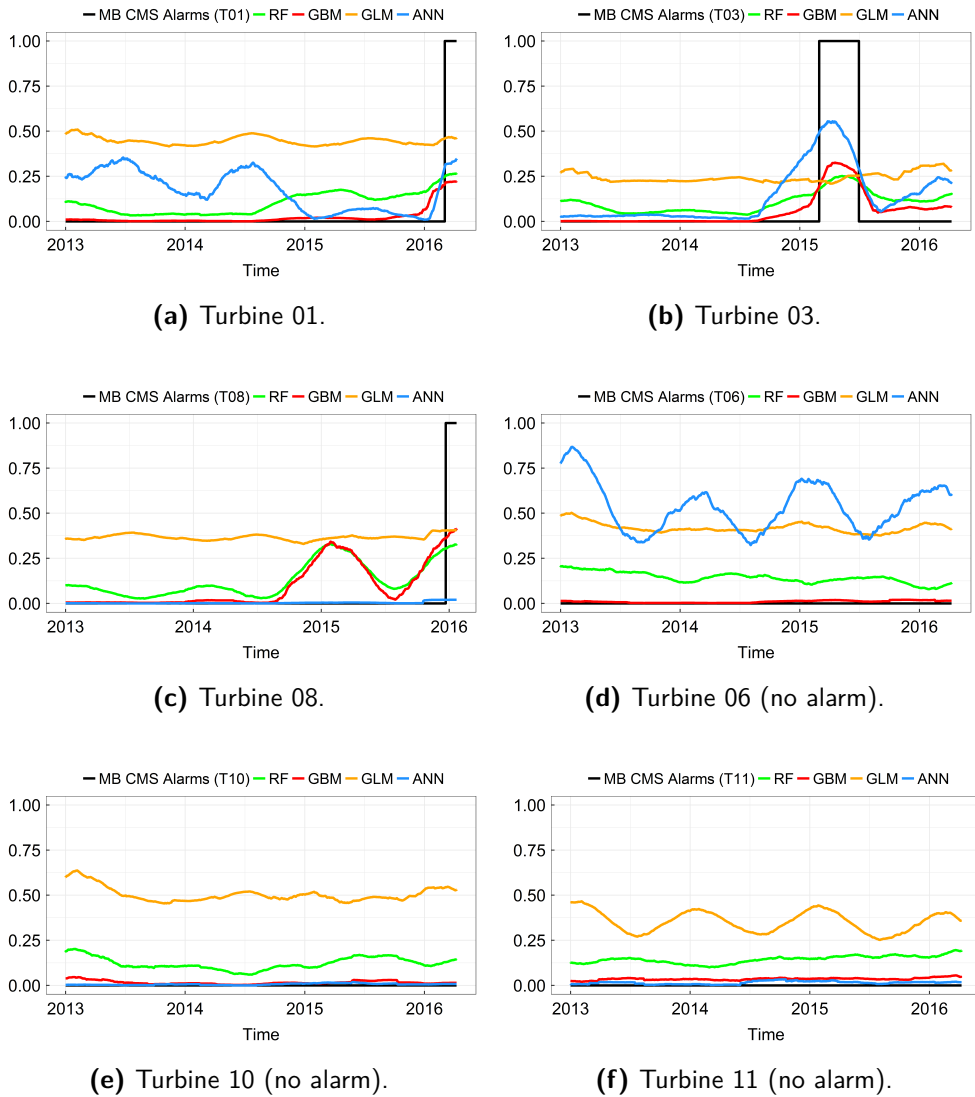 MB CMS Alarms (T01) RF GBM GLM ANN
1.00
0.75
0.50
0.25
0.00
2013 2014 2015 2016
Time
(a) Turbine 01.
MB CMS Alarms (T03) RF GBM GLM ANN
1.00
0.75
0.50
0.25
0.00
2013 2014 2015 2016
Time
(b) Turbine 03.
MB CMS Alarms (T08) RF GBM GLM ANN
1.00
0.75
0.50
0.25
0.00
2013 2014 2015 2016
Time
(c) Turbine 08.
MB CMS Alarms (T06) RF GBM GLM ANN
1.00
0.75
0.50
0.25
0.00
2013 2014 2015 2016
Time
(d) Turbine 06 (no alarm).
MB CMS Alarms (T10) RF GBM GLM ANN
1.00
0.75
0.50
0.25
0.00
2013 2014 2015 2016
Time
(e) Turbine 10 (no alarm).
MB CMS Alarms (T11) RF GBM GLM ANN
1.00
0.75
0.50
0.25
0.00
2013 2014 2015 2016
Time
(f) Turbine 11 (no alarm).